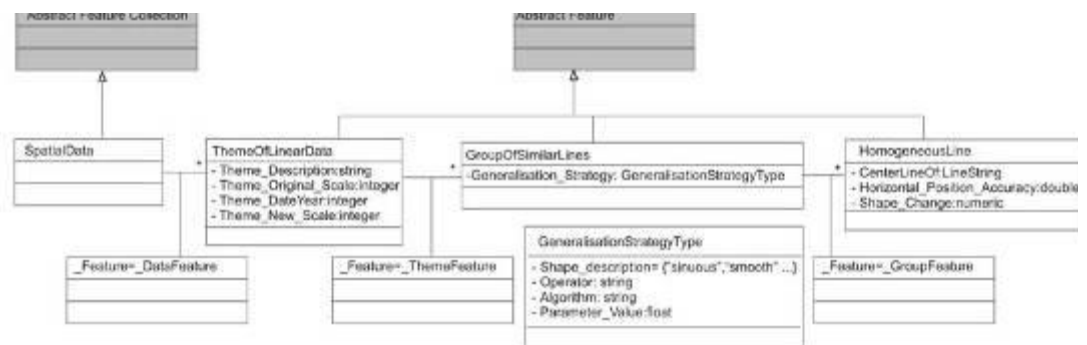 Abstract Feature Collection
Abstract Feature
SpatialData
ThemeOfLinearData
- Theme_Description:string
- Theme_Original_Scale:integer
- Theme_DateYear:integer
- Theme_New_Scale:integer
GroupOfSimilarLines
-Generalisation_Strategy: GeneralisationStrategyType
HomogeneousLine
- CenterLineOf:LineString
- Horizontal_Position_Accuracy:double
- Shape_Change:numeric
*
*
*
_Feature=_DataFeature
_Feature=_ThemeFeature
GeneralisationStrategyType
- Shape_description= {"sinuous","smooth" ...}
- Operator: string
- Algorithm: string
- Parameter_Value:float
_Feature=_GroupFeature